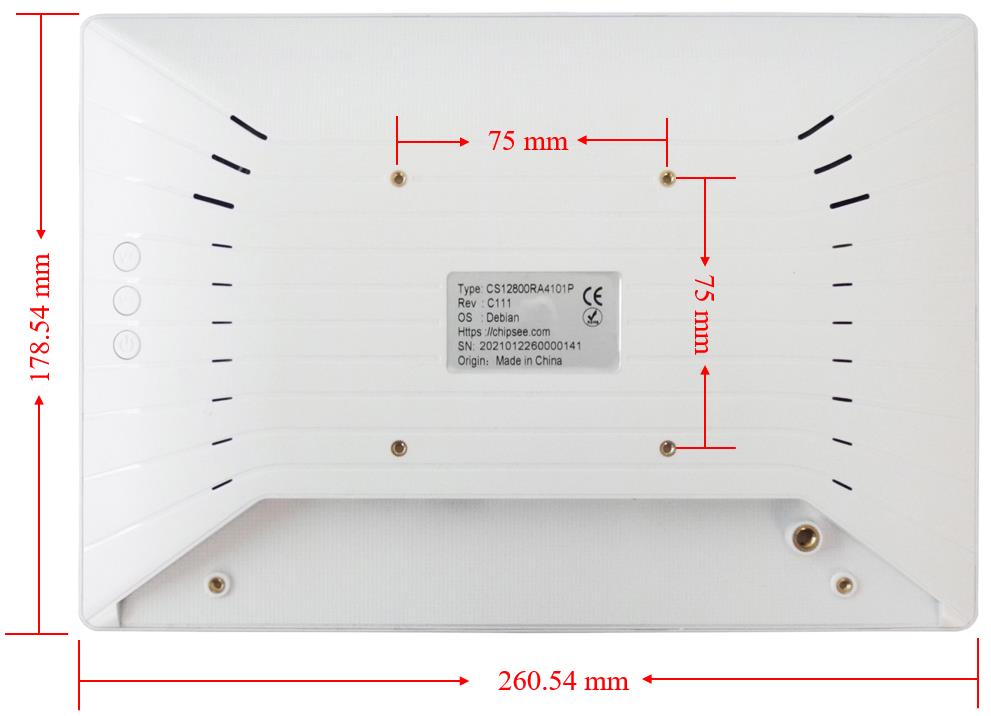 75 mm
178.54 mm
75 mm
Type: CS12800RA4101P
Rev : C111
OS : Debian
Https://chipsee.com
SN: 2021012260000141
Origin: Made in China
CE
260.54 mm